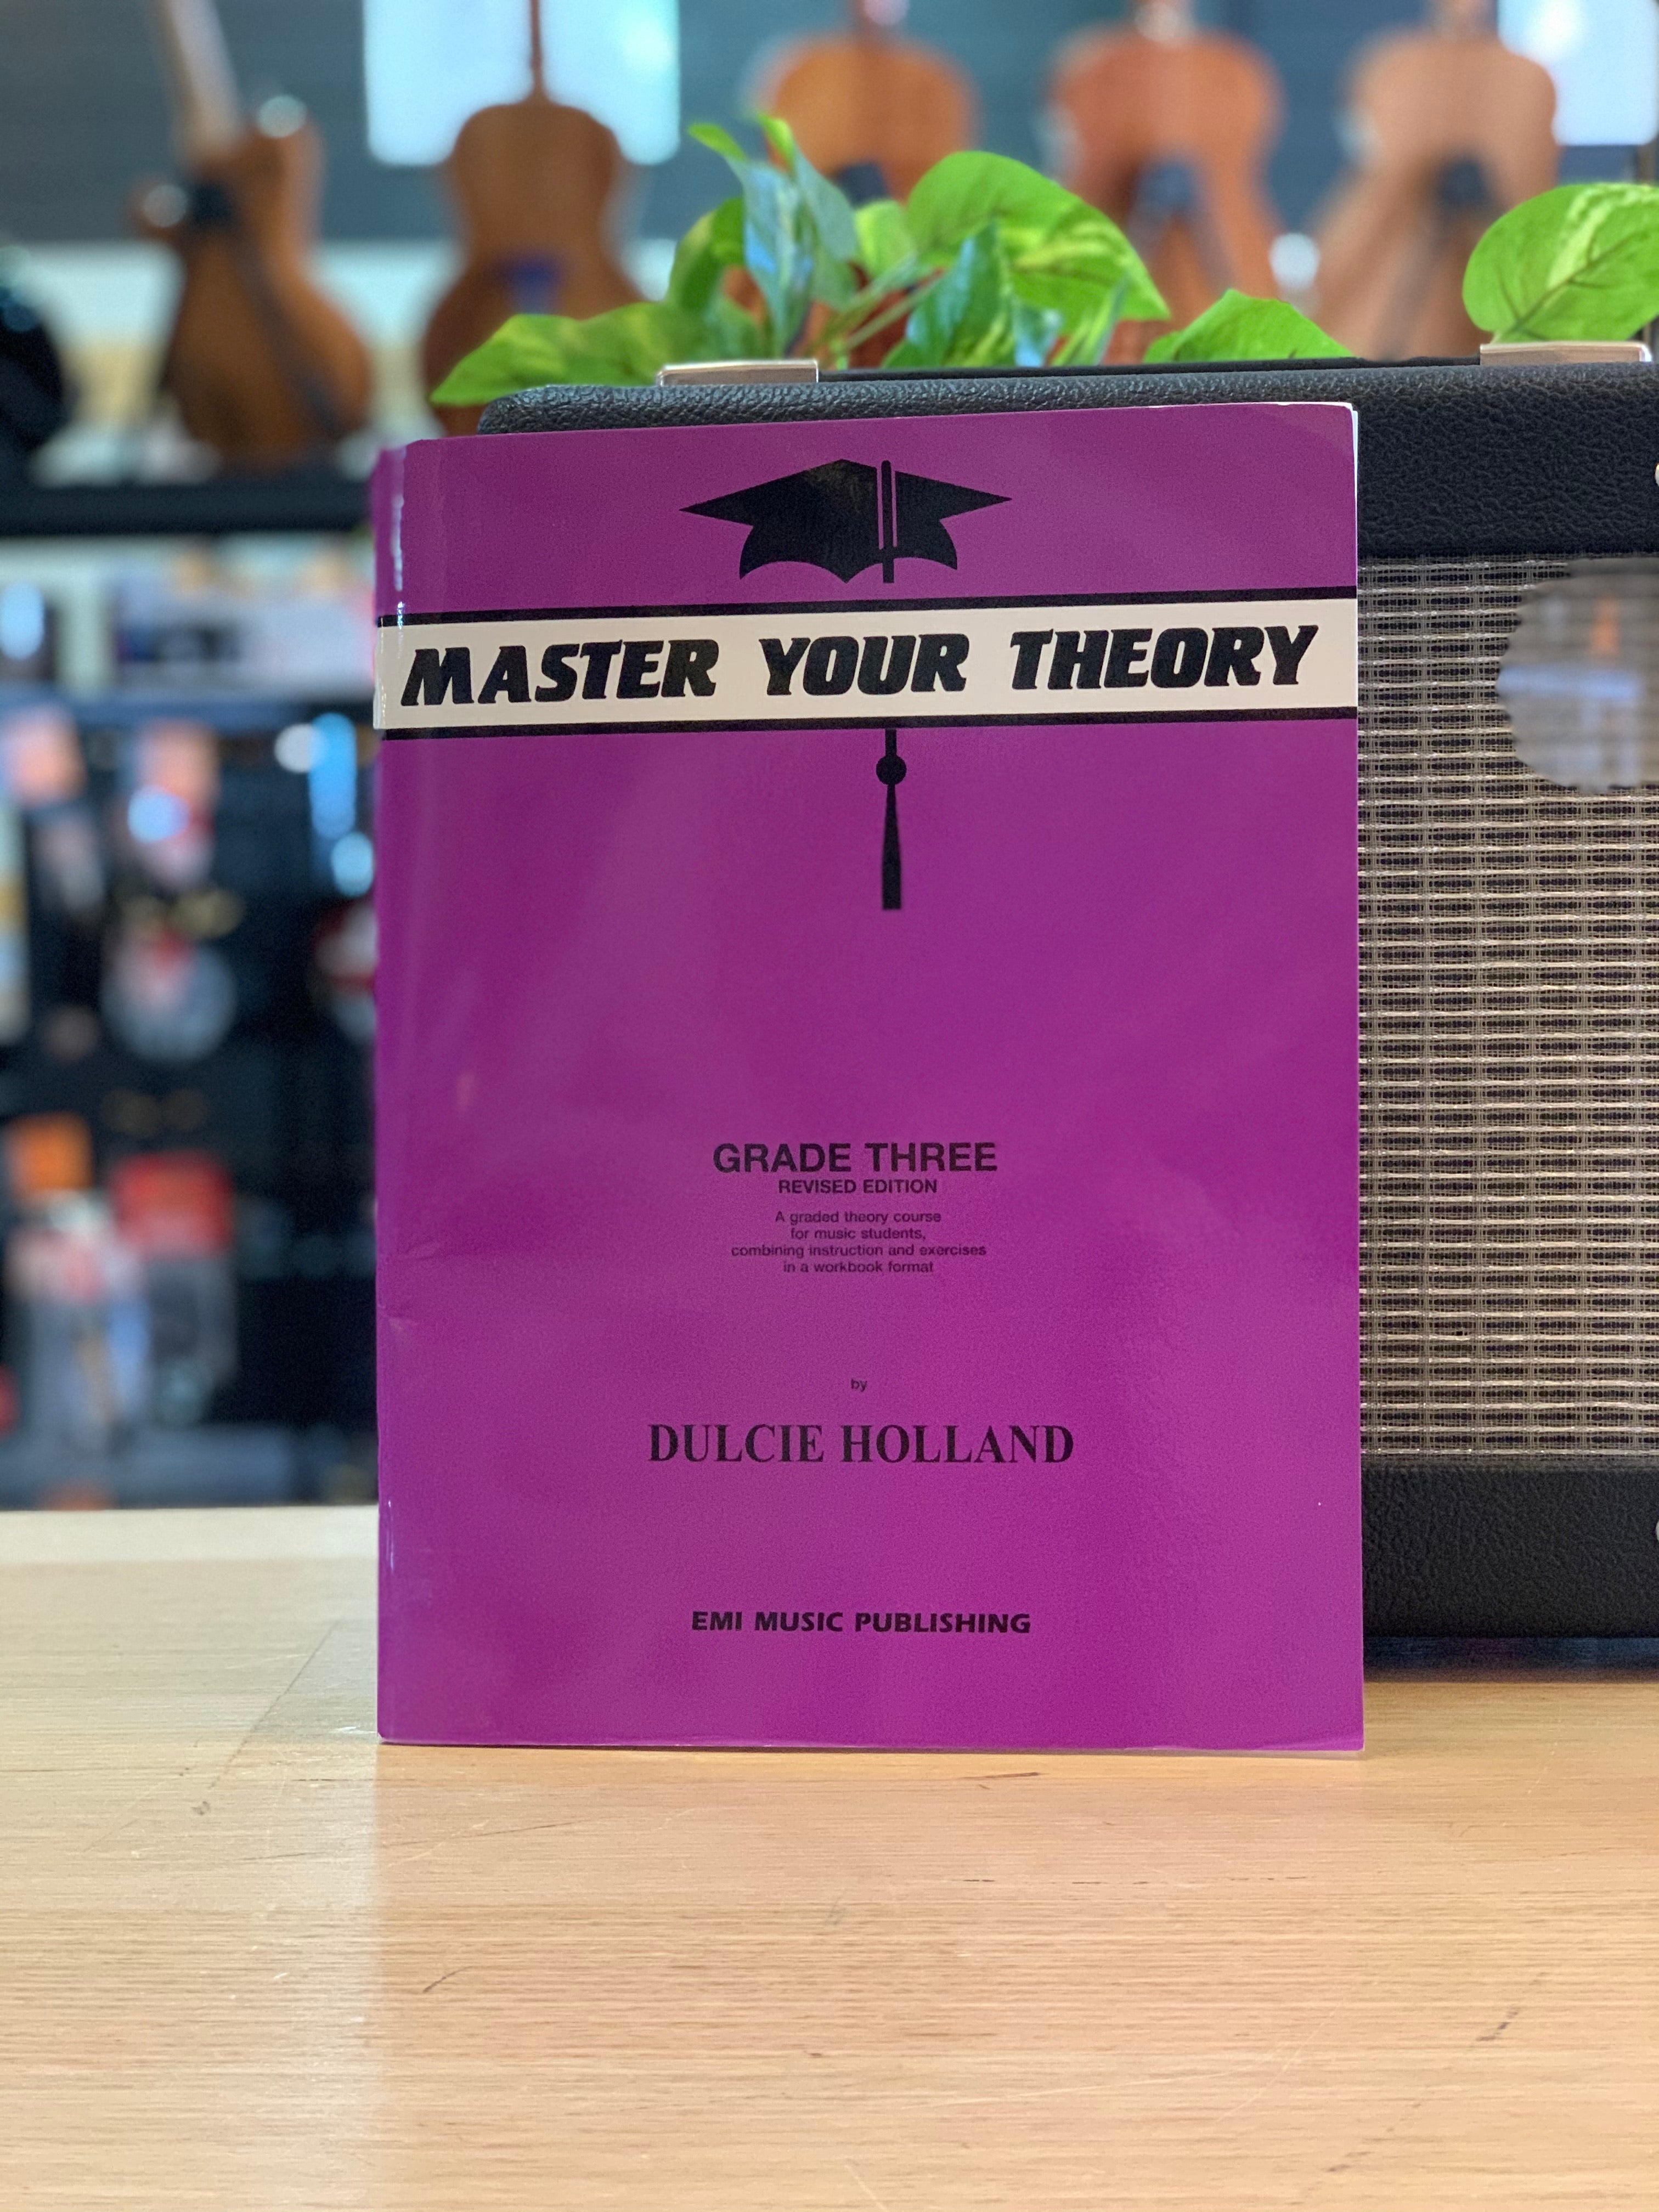 MASTER YOUR THEORY
GRADE THREE
REVISED EDITION
A graded theory course
for music students,
combining instruction and exercises
in a workbook format
by
DULCIE HOLLAND
EMI MUSIC PUBLISHING